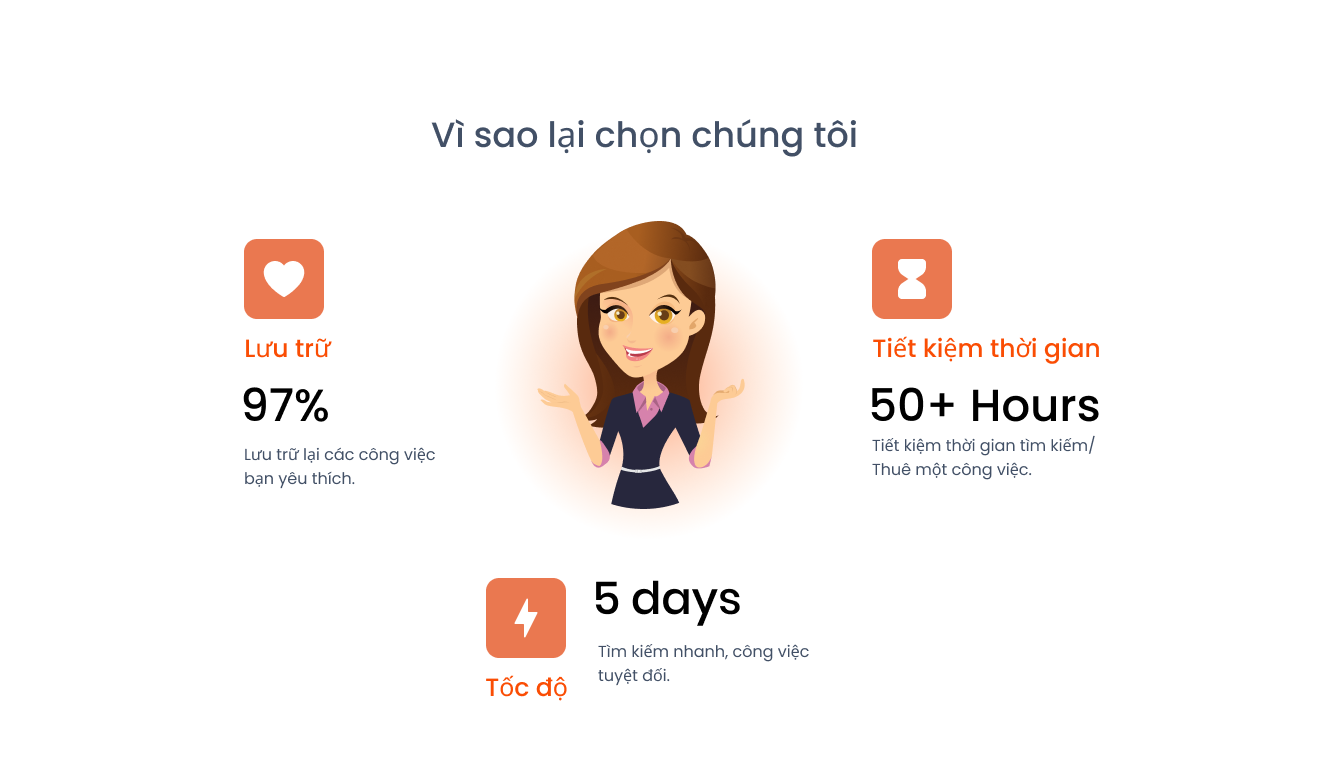 Vì sao lại chọn chúng tôi
Lưu trữ
97%
Lưu trữ lại các công việc
bạn yêu thích.
Tiết kiệm thời gian
50+ Hours
Tiết kiệm thời gian tìm kiếm/
Thuê một công việc.
Tốc độ
5 days
Tìm kiếm nhanh, công việc
tuyệt đối.